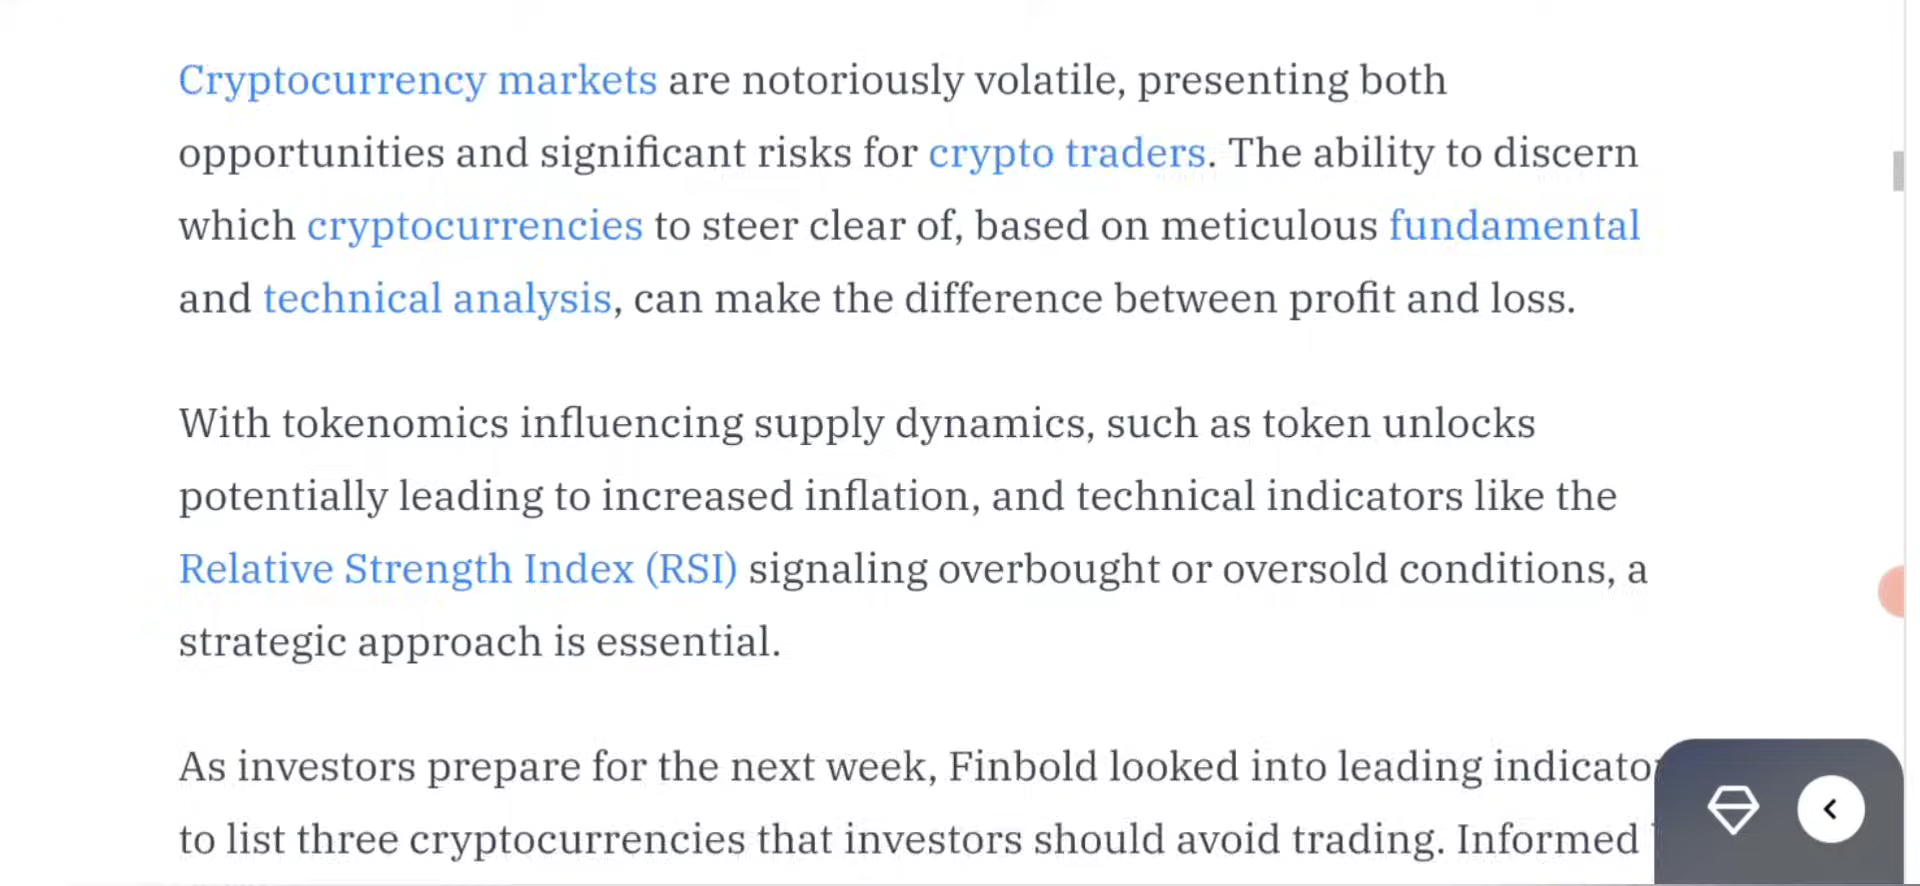 Cryptocurrency markets are notoriously volatile, presenting both
opportunities and significant risks for crypto traders. The ability to discern
which cryptocurrencies to steer clear of, based on meticulous fundamental
and technical analysis, can make the difference between profit and loss.
With tokenomics influencing supply dynamics, such as token unlocks
potentially leading to increased inflation, and technical indicators like the
Relative Strength Index (RSI) signaling overbought or oversold conditions, a
strategic approach is essential.
As investors prepare for the next week, Finbold looked into leading
to list three cryptocurrencies that investors should avoid trading. Informed